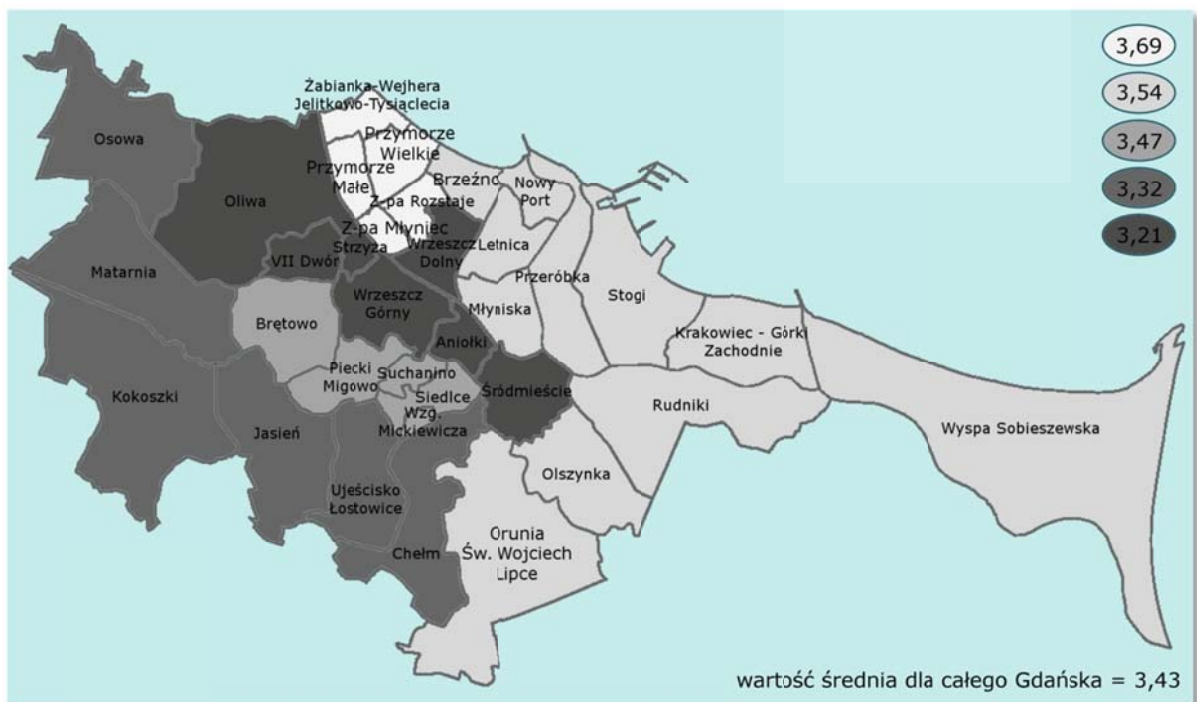 3,69
3,54
3,47
3,32
3,21
Żabianka-Wejhera
Jelitkowo-Tysiąclecia
Osowa
Przymorze
Wielkie
Przymorze
Małe
Brzeźno
Nowy
Port
Oliwa
Z-pa Rozstaje
Z-pa Młyniec
Strzyża
Wrzeszcz
Dolny
Letnica
VII Dwór
Matarnia
Przeróbka
Stogi
Wrzeszcz
Górny
Młyniska
Brętowo
Aniołki
Krakowiec - Górki
Zachodnie
Piecki
Migowo
Suchanino
Siedlce
Śródmieście
Kokoszki
Wzg.
Mickiewicza
Rudniki
Jasień
Wyspa Sobieszewska
Olszynka
Ujeścisko
Łostowice
Orunia
Św. Wojciech
Lipce
Chełm
wartość średnia dla całego Gdańska = 3,43